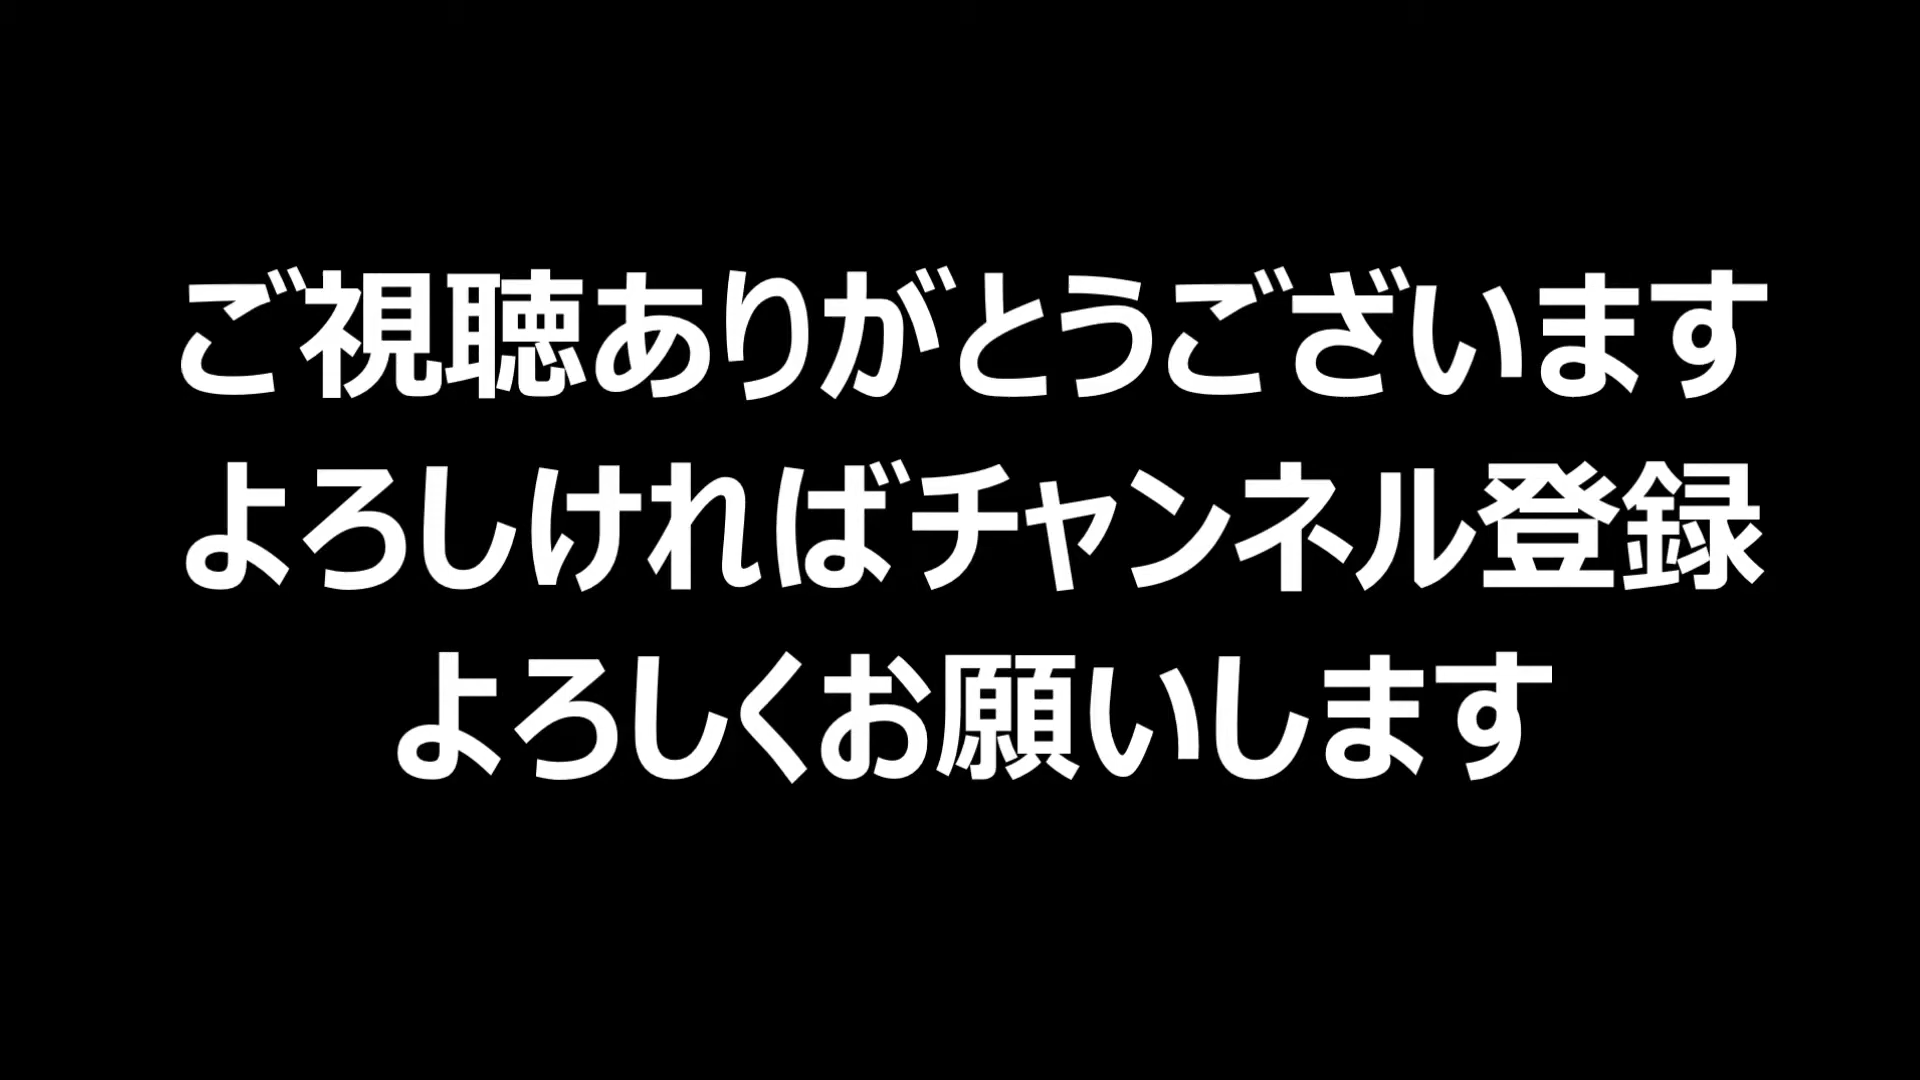 ご視聴ありがとうございます
よろしければチャンネル登録
よろしくお願いします